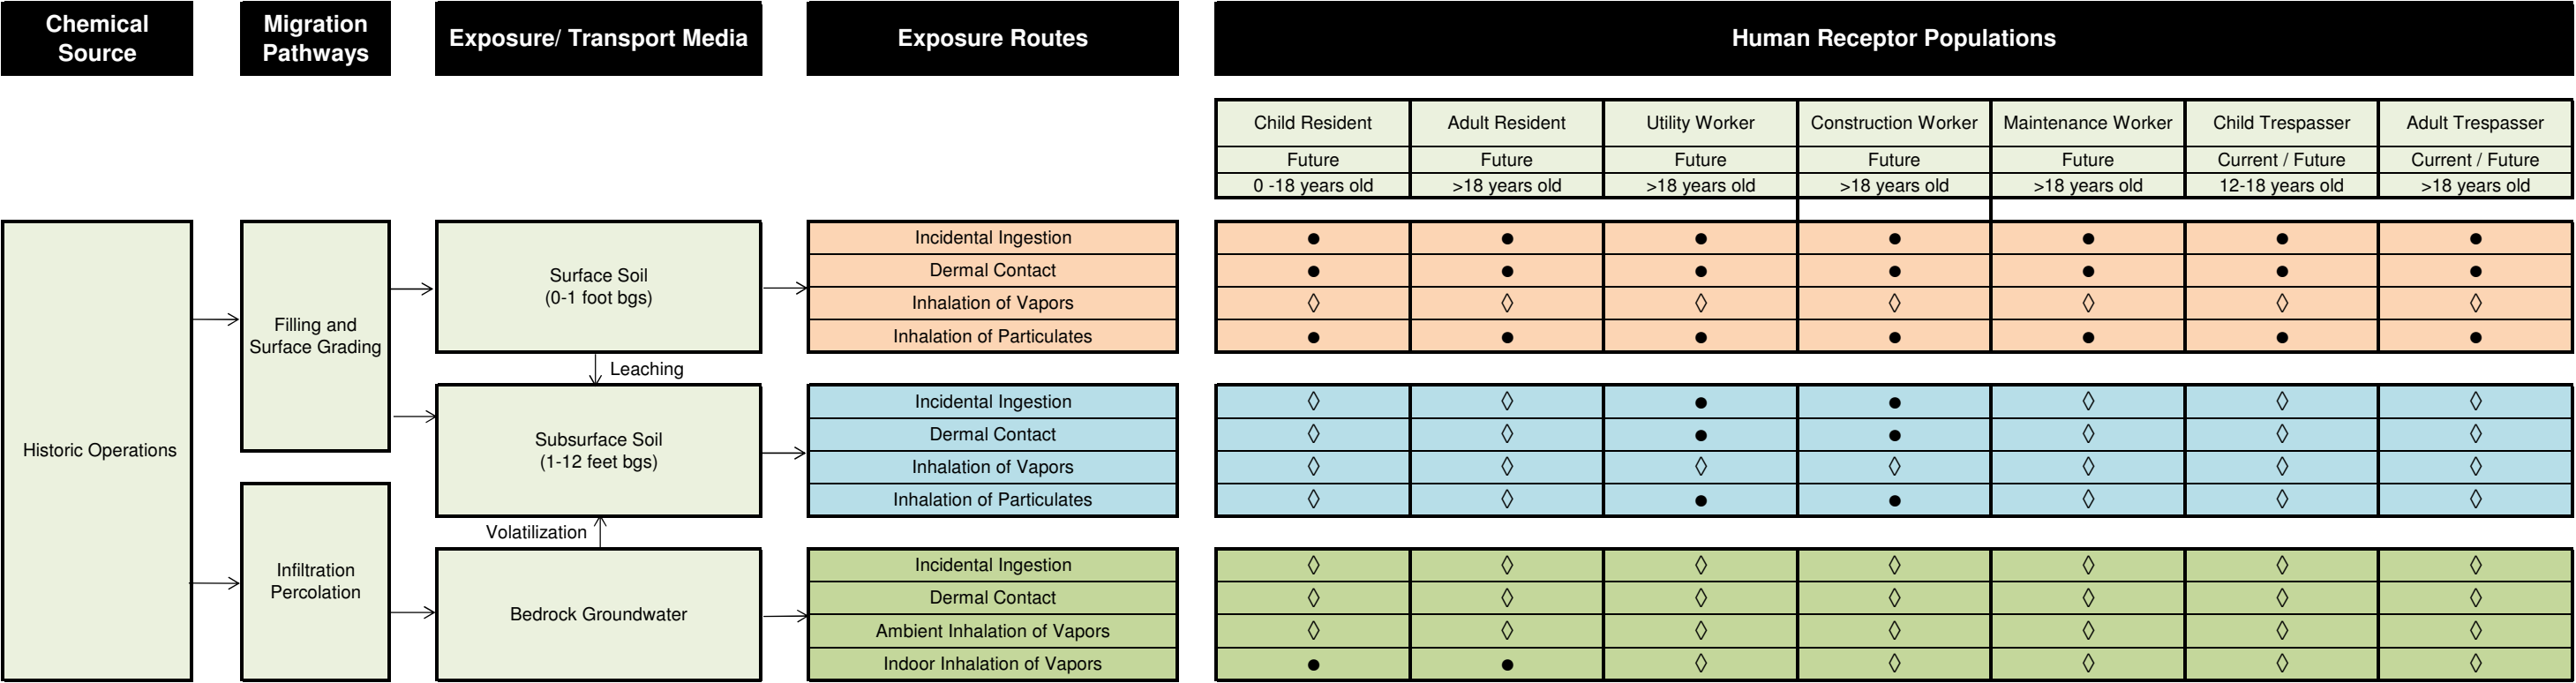 Chemical
Source
Migration
Pathways
Exposure/ Transport Media
Exposure Routes
Human Receptor Populations
Child Resident
Adult Resident
Utility Worker
Construction Worker
Maintenance Worker
Child Trespasser
Adult Trespasser
Future
Future
Future
Future
Future
Current / Future
Current / Future
0 -18 years old
>18 years old
>18 years old
>18 years old
>18 years old
12-18 years old
>18 years old
Historic Operations
Filling and
Surface Grading
Infiltration
Percolation
Surface Soil
(0-1 foot bgs)
Leaching
Subsurface Soil
(1-12 feet bgs)
Volatilization
Bedrock Groundwater
Incidental Ingestion
● ● ● ● ● ● ●
Dermal Contact
● ● ● ● ● ● ●
Inhalation of Vapors
◊ ◊ ◊ ◊ ◊ ◊ ◊
Inhalation of Particulates
● ● ● ● ● ● ●
Incidental Ingestion
◊ ◊ ● ● ◊ ◊ ◊
Dermal Contact
◊ ◊ ● ● ◊ ◊ ◊
Inhalation of Vapors
◊ ◊ ◊ ◊ ◊ ◊ ◊
Inhalation of Particulates
◊ ◊ ● ● ◊ ◊ ◊
Incidental Ingestion
◊ ◊ ◊ ◊ ◊ ◊ ◊
Dermal Contact
◊ ◊ ◊ ◊ ◊ ◊ ◊
Ambient Inhalation of Vapors
◊ ◊ ◊ ◊ ◊ ◊ ◊
Indoor Inhalation of Vapors
● ● ◊ ◊ ◊ ◊ ◊